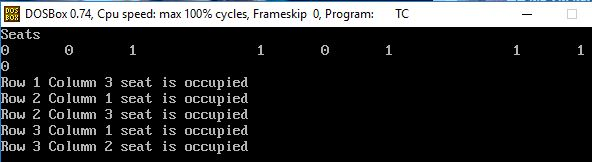 DOS BOX DOSBox 0.74, Cpu speed: max 100% cycles, Frameskip 0, Program: TC
Seats
0 0 1 1 0 1 1 1
0
Row 1 Column 3 seat is occupied
Row 2 Column 1 seat is occupied
Row 2 Column 3 seat is occupied
Row 3 Column 1 seat is occupied
Row 3 Column 2 seat is occupied